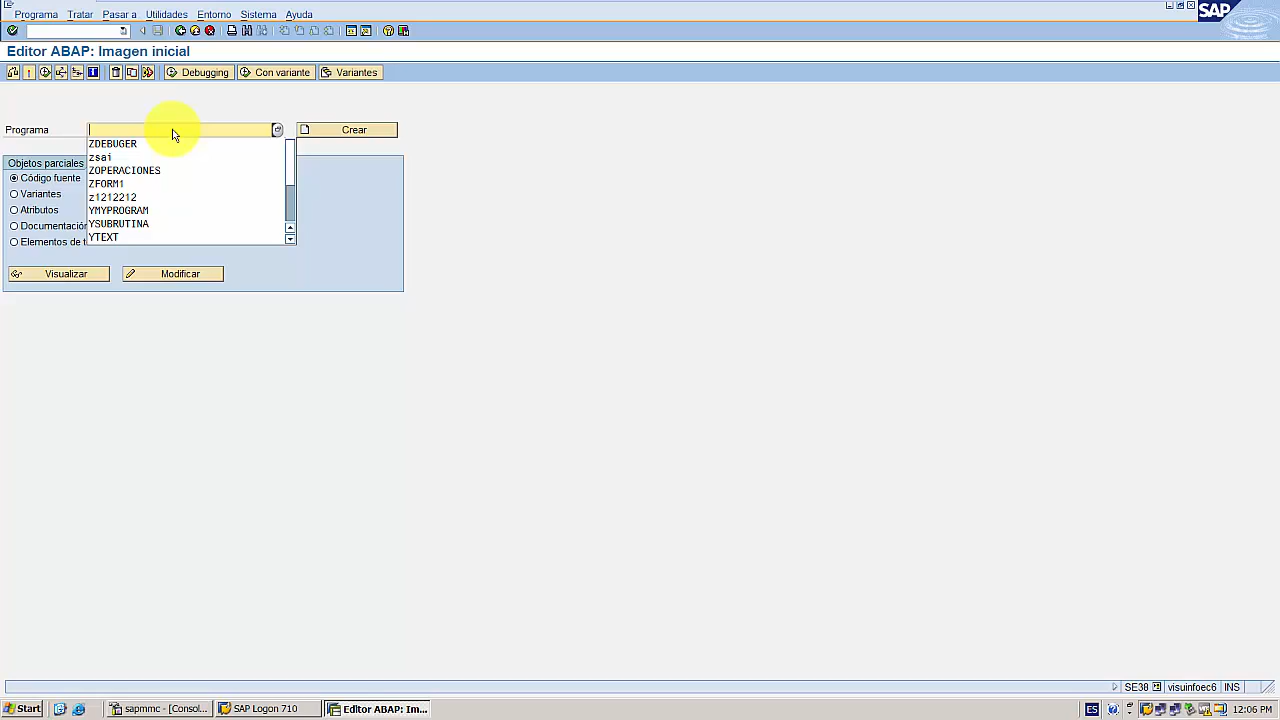 Programa Tratar Pasar a Utilidades Entorno Sistema Ayuda
SAP
Editor ABAP: Imagen inicial
Debugging Con variante Variantes
Programa Crear
ZDEBUGER
zsai
ZOPERACIONES
ZFORM1
z1212212
YMYPROGRAM
YSUBRUTINA
YTEXT
Objetos parciales
Código fuente
Variantes
Atributos
Documentación
Elementos de t
Visualizar Modificar
SE38 visuinfoec6 INS
Start sapmmc - [Consol... SAP Logon 710 Editor ABAP: Im... ES 12:06 PM